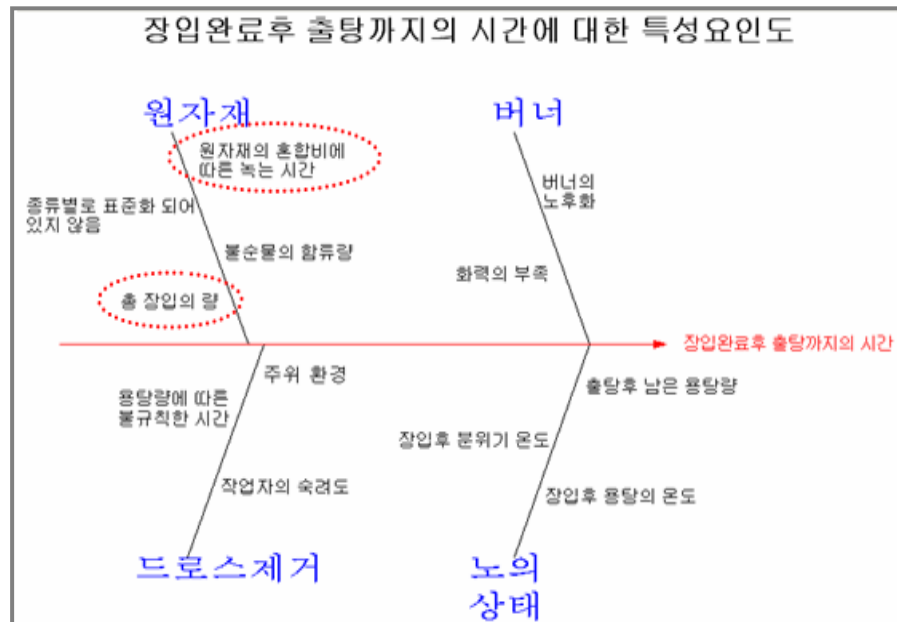 장입완료후 출탕까지의 시간에 대한 특성요인도
원자재
버너
원자재의 혼합비에
따른 녹는 시간
버너의
노후화
종류별로 표준화 되어
있지 않음
불순물의 함류량
화력의 부족
총 장입의 량
장입완료후 출탕까지의 시간
주위 환경
출탕후 남은 용탕량
용탕량에 따른
불규칙한 시간
장입후 분위기 온도
작업자의 숙려도
장입후 용탕의 온도
드로스제거
노의
상태